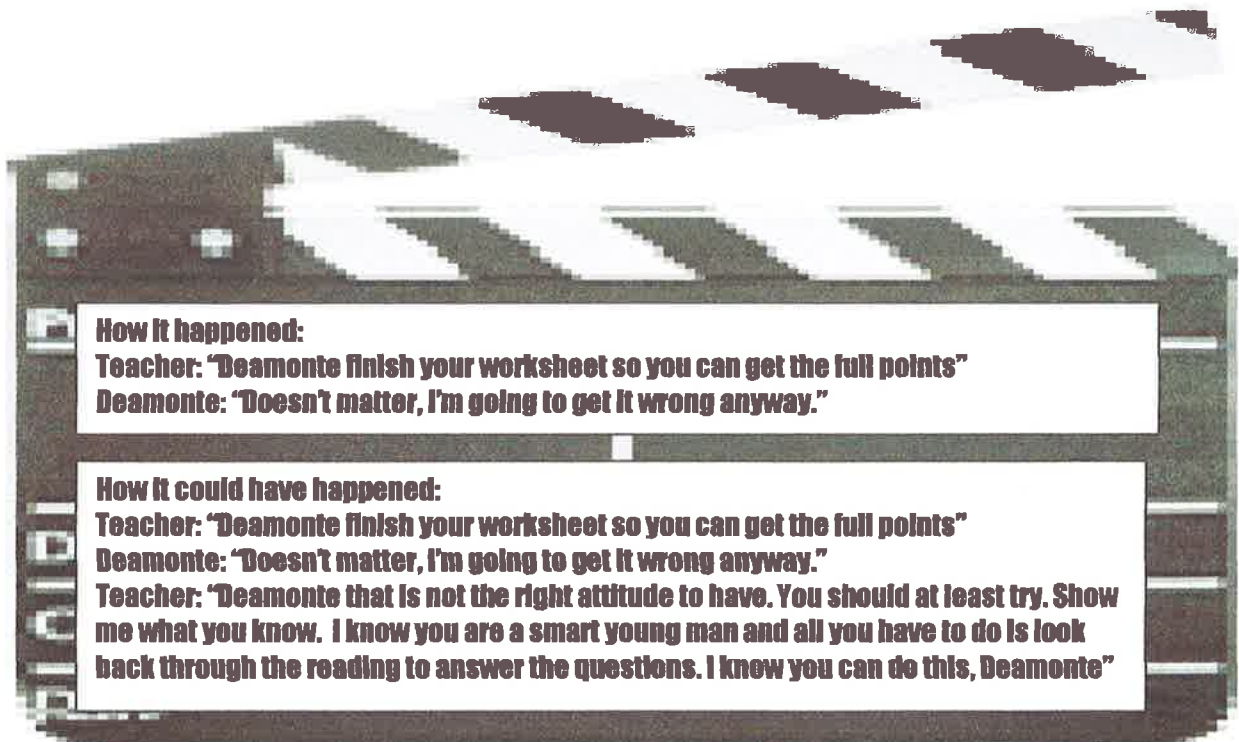 How it happened:
Teacher: “Deamonte finish your worksheet so you can get the full points”
Deamonte: “Doesn’t matter, I’m going to get it wrong anyway.”
How it could have happened:
Teacher: “Deamonte finish your worksheet so you can get the full points”
Deamonte: “Doesn’t matter, I’m going to get it wrong anyway.”
Teacher: “Deamonte that is not the right attitude to have. You should at least try. Show
me what you know.  I know you are a smart young man and all you have to do is look
back through the reading to answer the questions. I know you can do this, Deamonte”